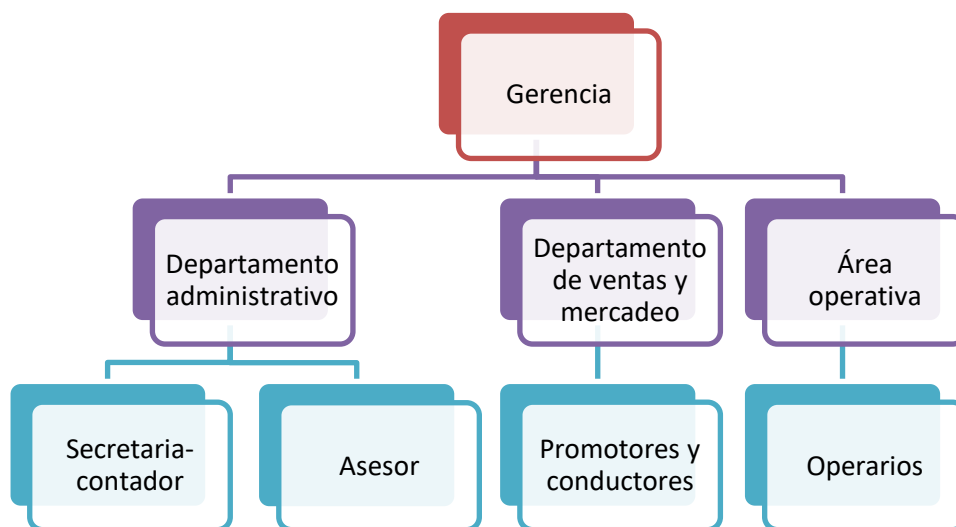 Gerencia
Departamento
administrativo
Departamento
de ventas y
mercadeo
Área
operativa
Secretaria-
contador
Asesor
Promotores y
conductores
Operarios